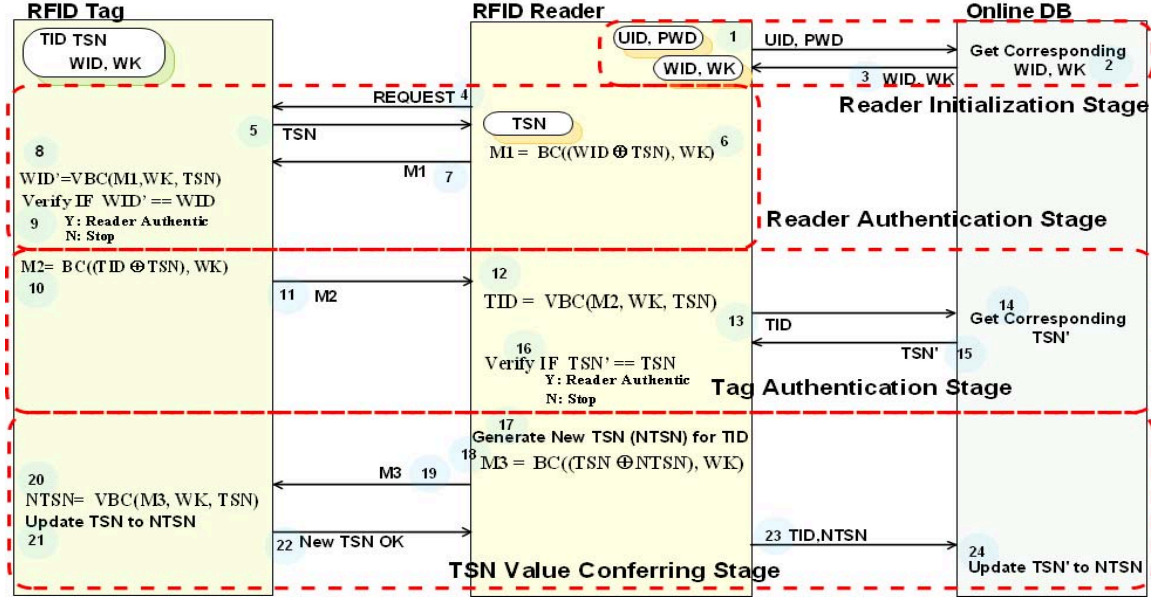 RFID Tag
RFID Reader
Online DB
TID TSN
WID, WK
UID, PWD
1
UID, PWD
Get Corresponding
WID, WK 2
WID, WK
3 WID, WK
Reader Initialization Stage
REQUEST 4
5 TSN
TSN
M1 = BC((WID ⊕ TSN), WK) 6
M1 7
8
WID'=VBC(M1,WK, TSN)
Verify IF WID' == WID
9 Y: Reader Authentic
N: Stop
Reader Authentication Stage
M2= BC((TID ⊕TSN), WK)
10
11 M2
12
TID = VBC(M2, WK, TSN)
13 TID
14
Get Corresponding
TSN'
TSN' 15
16
Verify IF TSN' == TSN
Y: Reader Authentic
N: Stop
Tag Authentication Stage
17
Generate New TSN (NTSN) for TID
18 M3 = BC((TSN ⊕NTSN), WK)
M3 19
20
NTSN= VBC(M3, WK, TSN)
Update TSN to NTSN
21
22 New TSN OK
23 TID,NTSN
24
Update TSN' to NTSN
TSN Value Conferring Stage